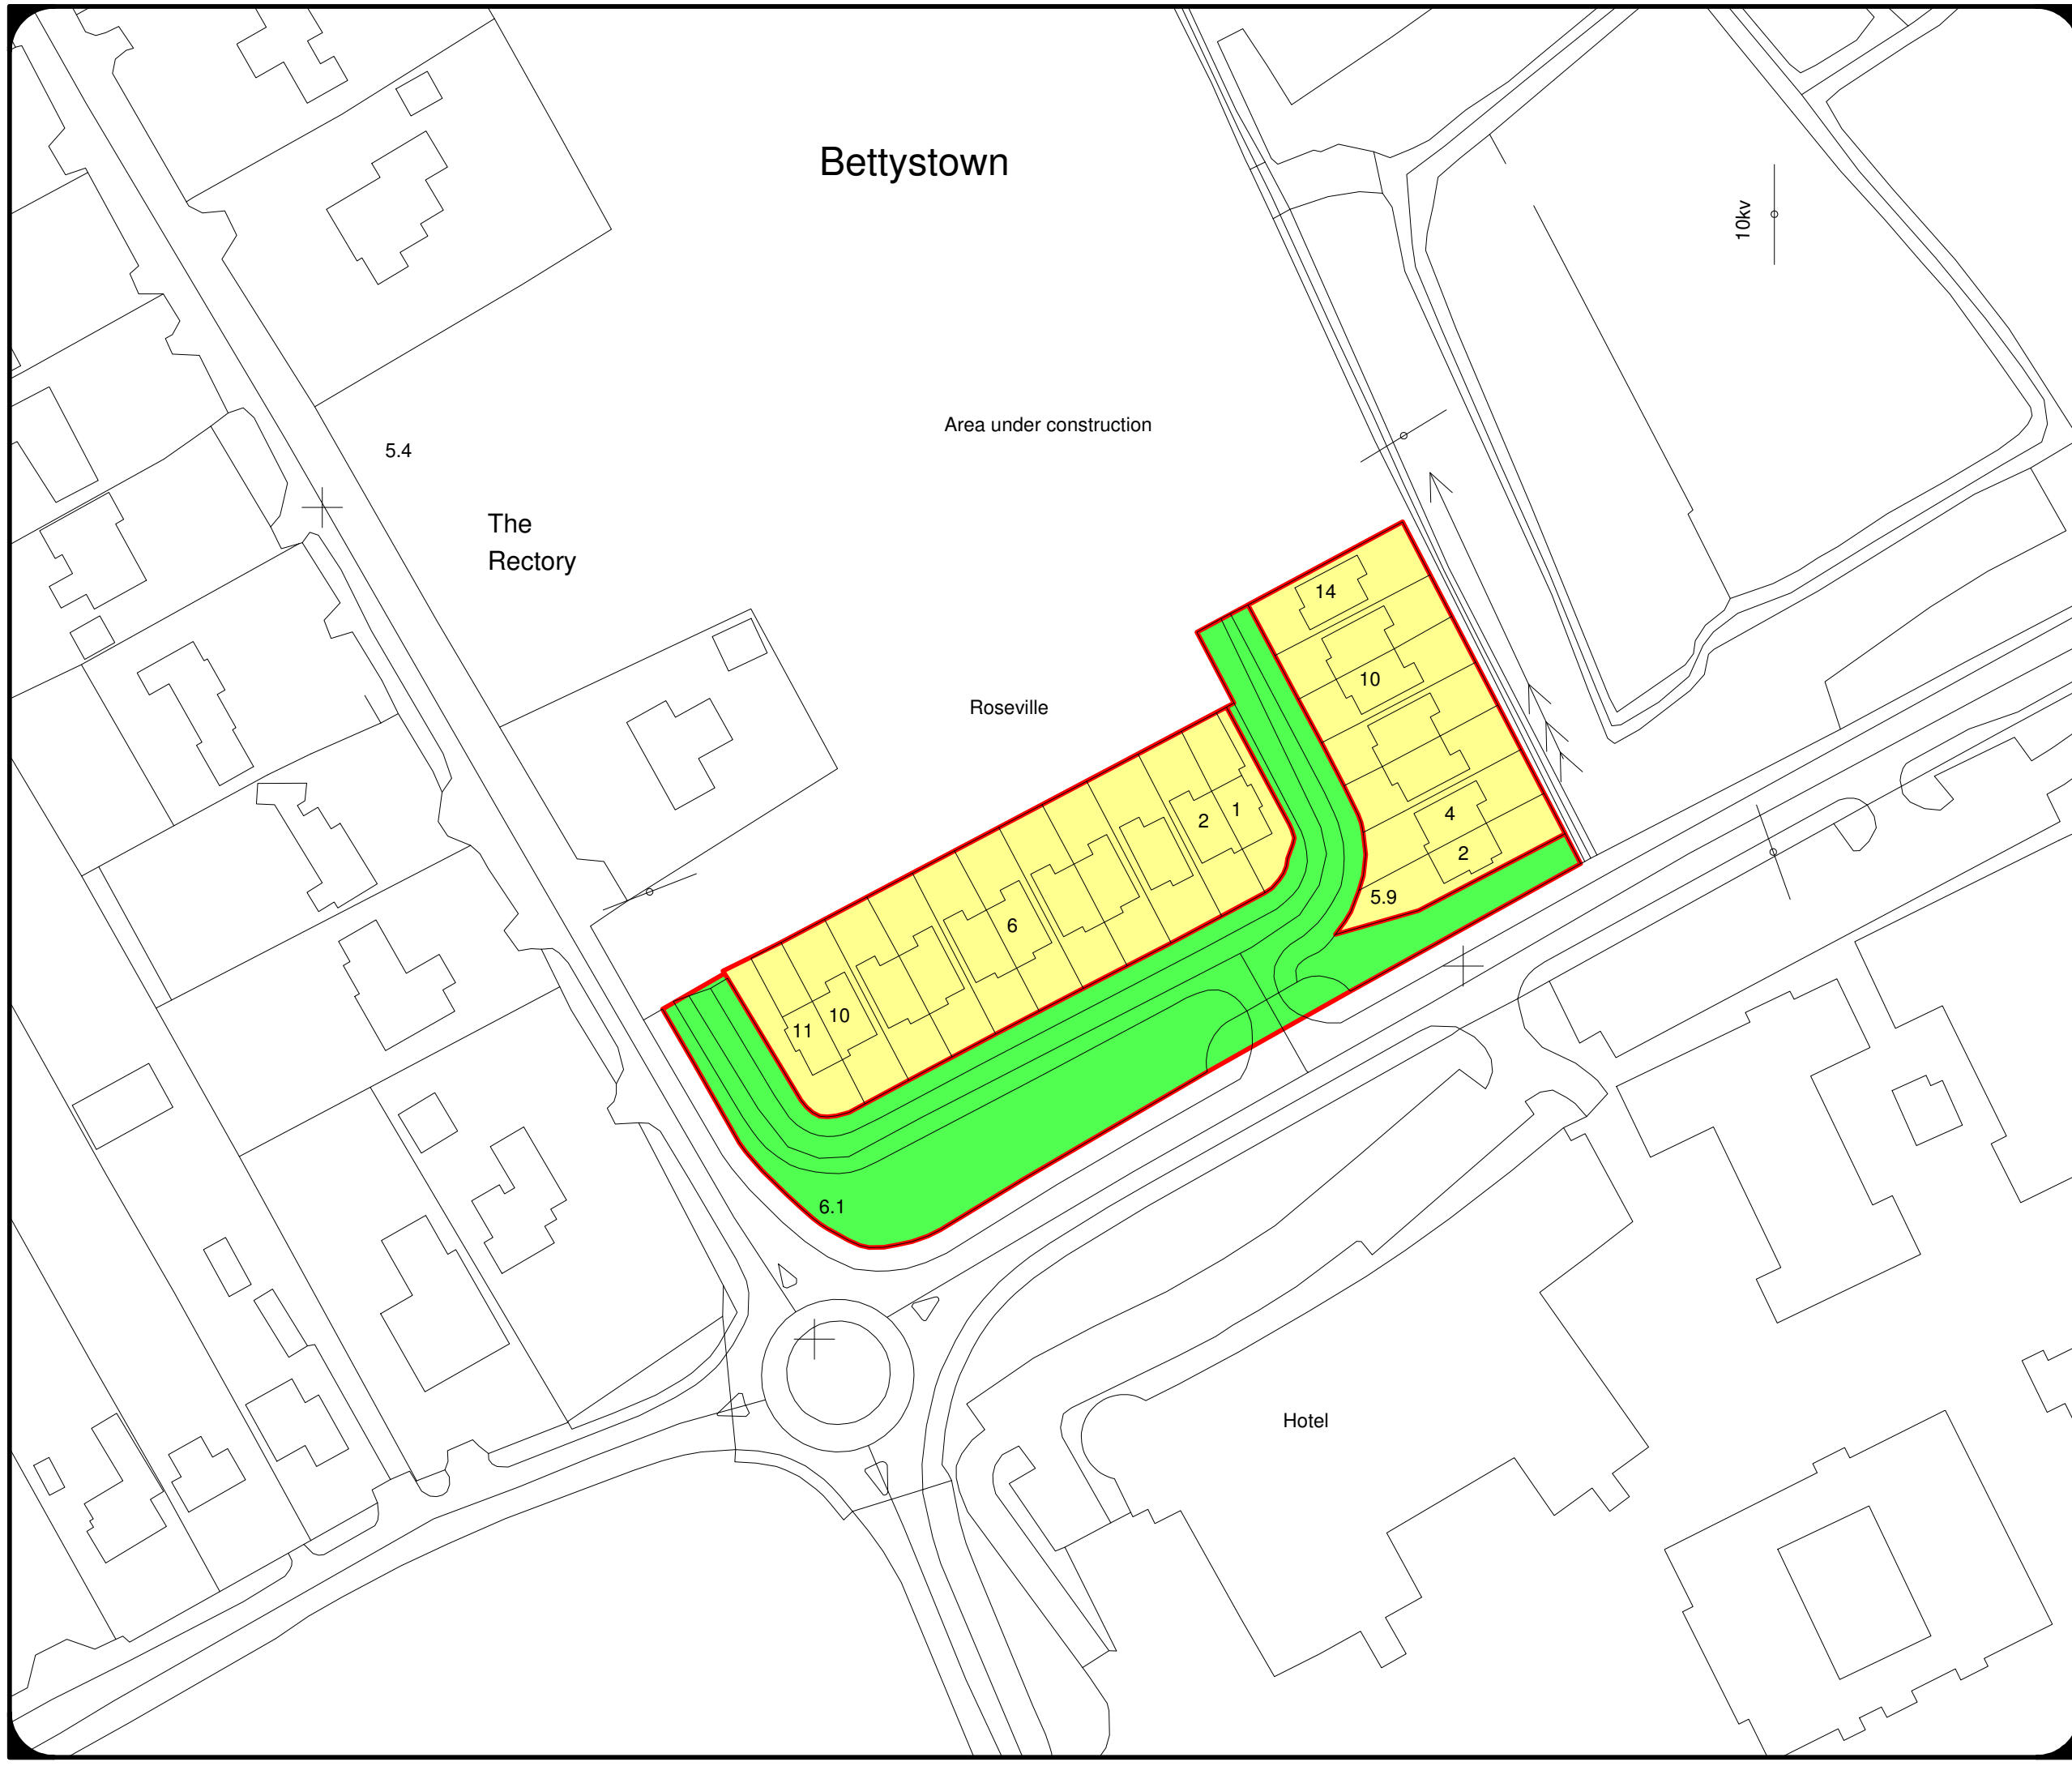 Bettystown
10kv
Area under construction
5.4
The
Rectory
14
10
Roseville
4
2
1
2
5.9
6
10
11
6.1
Hotel